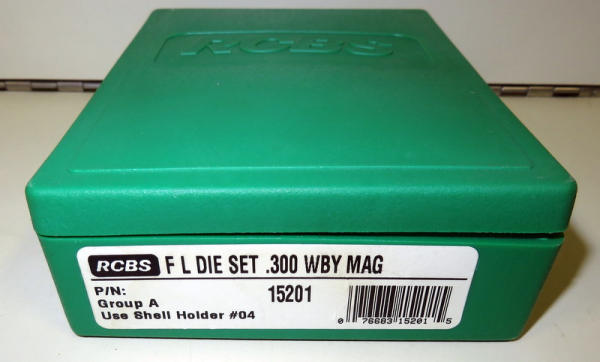 RCBS
RCBS F L DIE SET .300 WBY MAG
P/N: 15201
Group A
Use Shell Holder #04
0 76683 15201 5